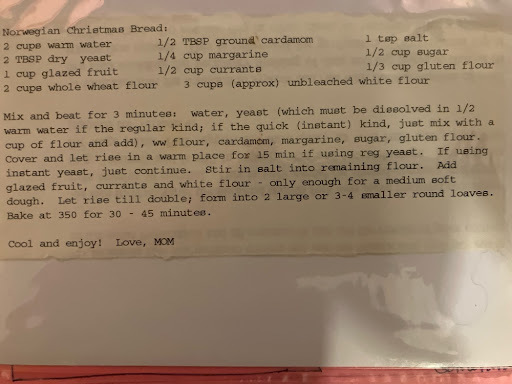 Norwegian Christmas Bread:
2 cups warm water 1/2 TBSP ground cardamom 1 tsp salt
2 TBSP dry yeast 1/4 cup margarine 1/2 cup sugar
1 cup glazed fruit 1/2 cup currants 1/3 cup gluten flour
2 cups whole wheat flour 3 cups (approx) unbleached white flour
Mix and beat for 3 minutes: water, yeast (which must be dissolved in 1/2
warm water if the regular kind; if the quick (instant) kind, just mix with a
cup of flour and add), ww flour, cardamom, margarine, sugar, gluten flour.
Cover and let rise in a warm place for 15 min if using reg yeast. If using
instant yeast, just continue. Stir in salt into remaining flour. Add
glazed fruit, currants and white flour - only enough for a medium soft
dough. Let rise till double; form into 2 large or 3-4 smaller round loaves.
Bake at 350 for 30 - 45 minutes.
Cool and enjoy! Love, MOM